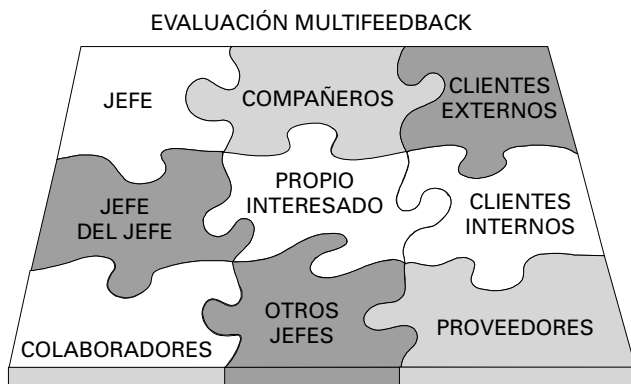 EVALUACIÓN MULTIFEEDBACK
JEFE
COMPAÑEROS
CLIENTES
EXTERNOS
JEFE
DEL JEFE
PROPIO
INTERESADO
CLIENTES
INTERNOS
COLABORADORES
OTROS
JEFES
PROVEEDORES